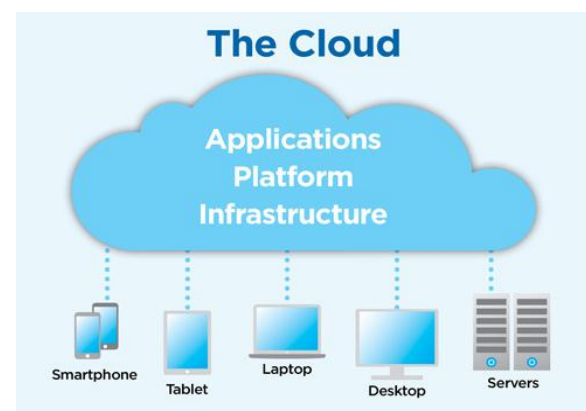 The Cloud
Applications
Platform
Infrastructure
Smartphone
Tablet
Laptop
Desktop
Servers